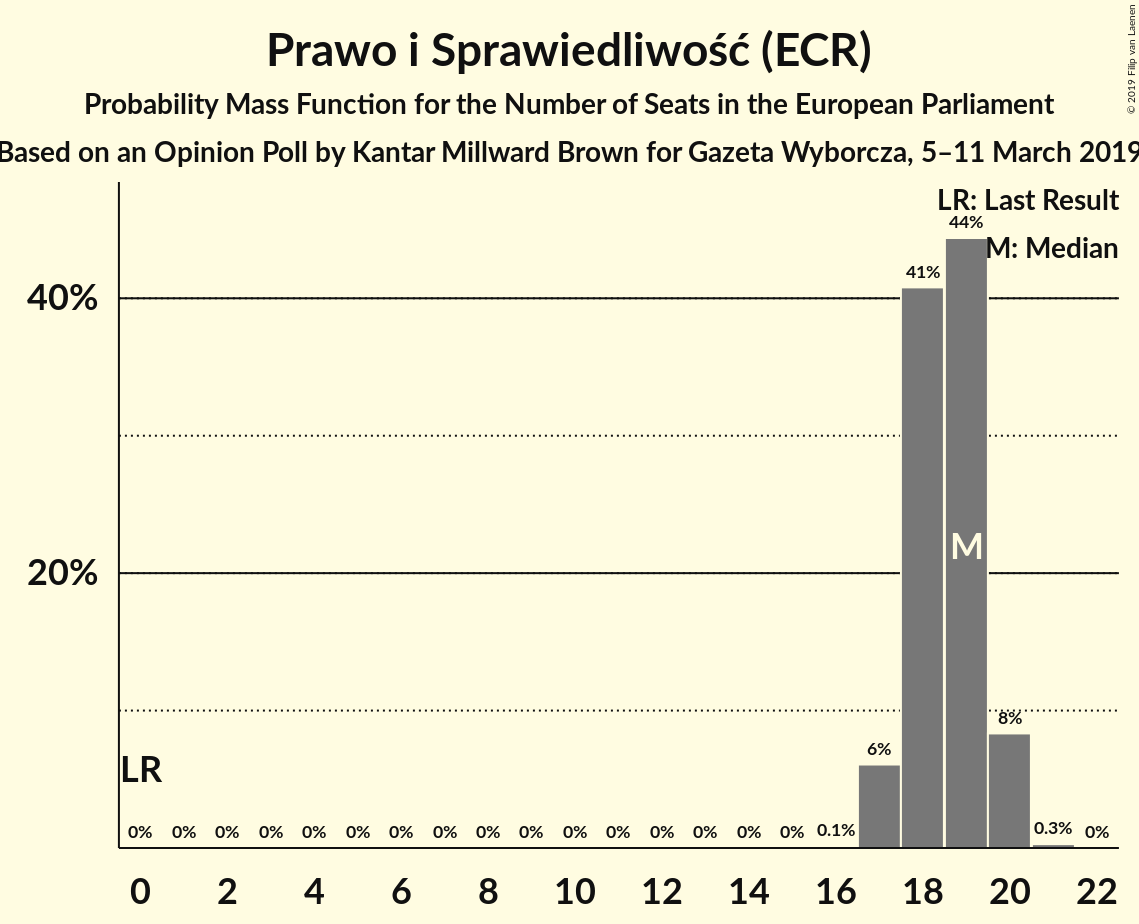 Prawo i Sprawiedliwość (ECR)
Probability Mass Function for the Number of Seats in the European Parliament
Based on an Opinion Poll by Kantar Millward Brown for Gazeta Wyborcza, 5–11 March 2019
© 2019 Filip van Laenen
LR: Last Result
M: Median
44%
41%
40%
M
20%
8%
6%
LR
0% 0% 0% 0% 0% 0% 0% 0% 0% 0% 0% 0% 0% 0% 0% 0% 0.1% 0.3% 0%
0 2 4 6 8 10 12 14 16 18 20 22